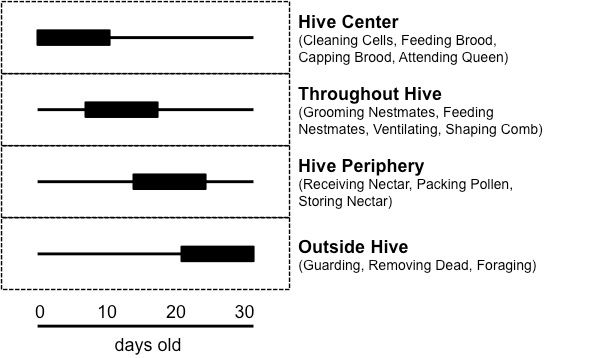 Hive Center
(Cleaning Cells, Feeding Brood,
Capping Brood, Attending Queen)
Throughout Hive
(Grooming Nestmates, Feeding
Nestmates, Ventilating, Shaping Comb)
Hive Periphery
(Receiving Nectar, Packing Pollen,
Storing Nectar)
Outside Hive
(Guarding, Removing Dead, Foraging)
0 10 20 30
days old